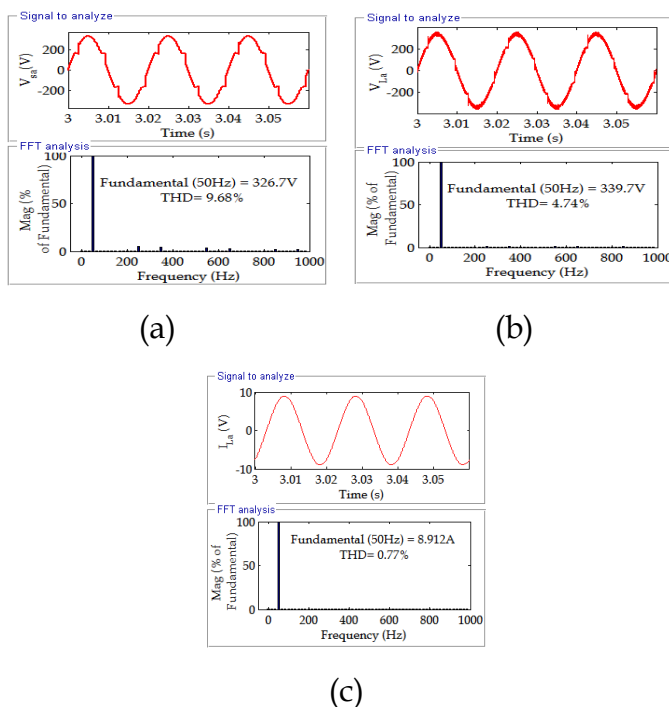 Signal to analyze
V_sa(V)
200
0
-200
3 3.01 3.02 3.03 3.04 3.05
Time (s)
FFT analysis
Mag (%
of Fundamental)
100
50
0
Fundamental (50Hz) = 326.7V
THD= 9.68%
0 200 400 600 800 1000
Frequency (Hz)
(a)
Signal to analyze
V_La(V)
200
0
-200
3 3.01 3.02 3.03 3.04 3.05
Time (s)
FFT analysis
Mag (% of
Fundamental)
100
50
0
Fundamental (50Hz) = 339.7V
THD= 4.74%
0 200 400 600 800 1000
Frequency (Hz)
(b)
Signal to analyze
I_La (V)
10
0
-10
3 3.01 3.02 3.03 3.04 3.05
Time (s)
FFT analysis
Mag (% of
Fundamental)
100
50
0
Fundamental (50Hz) = 8.912A
THD= 0.77%
0 200 400 600 800 1000
Frequency (Hz)
(c)